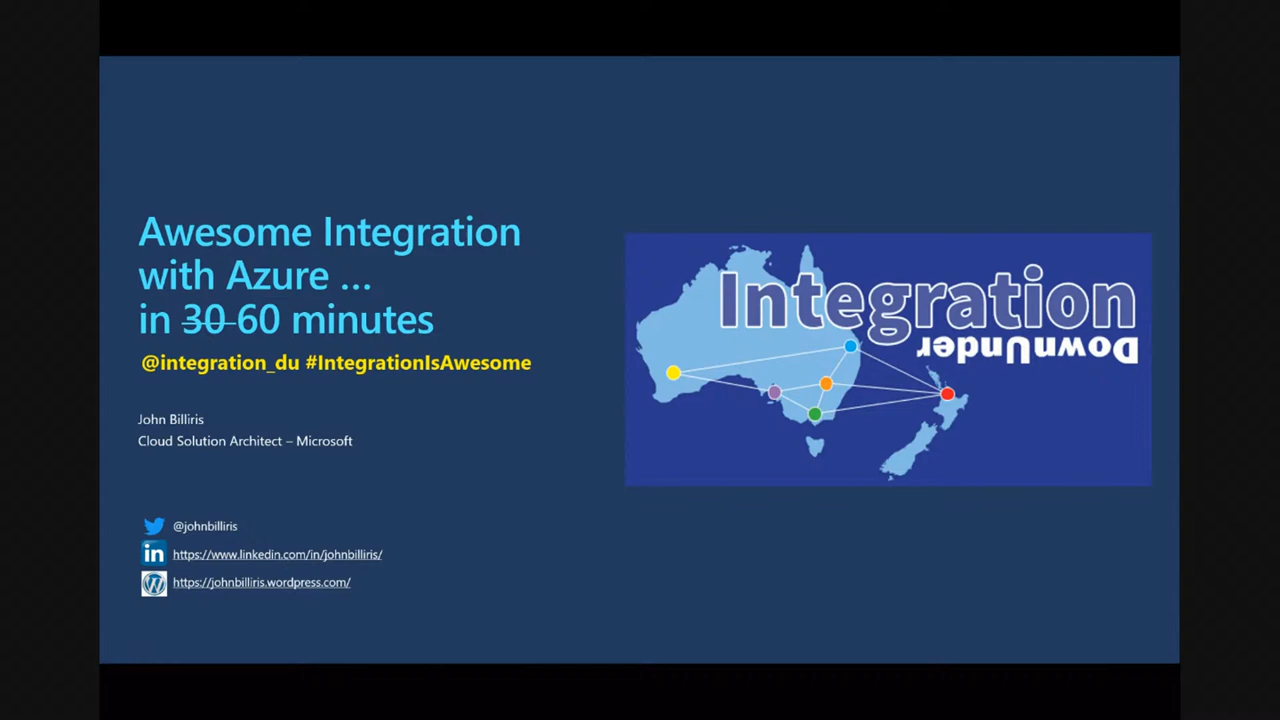 Awesome Integration
with Azure ...
in 30 60 minutes
@integration_du #IntegrationIsAwesome
John Billiris
Cloud Solution Architect – Microsoft
@johnbilliris
in https://www.linkedin.com/in/johnbilliris/
https://johnbilliris.wordpress.com/
Integration
DownUnder